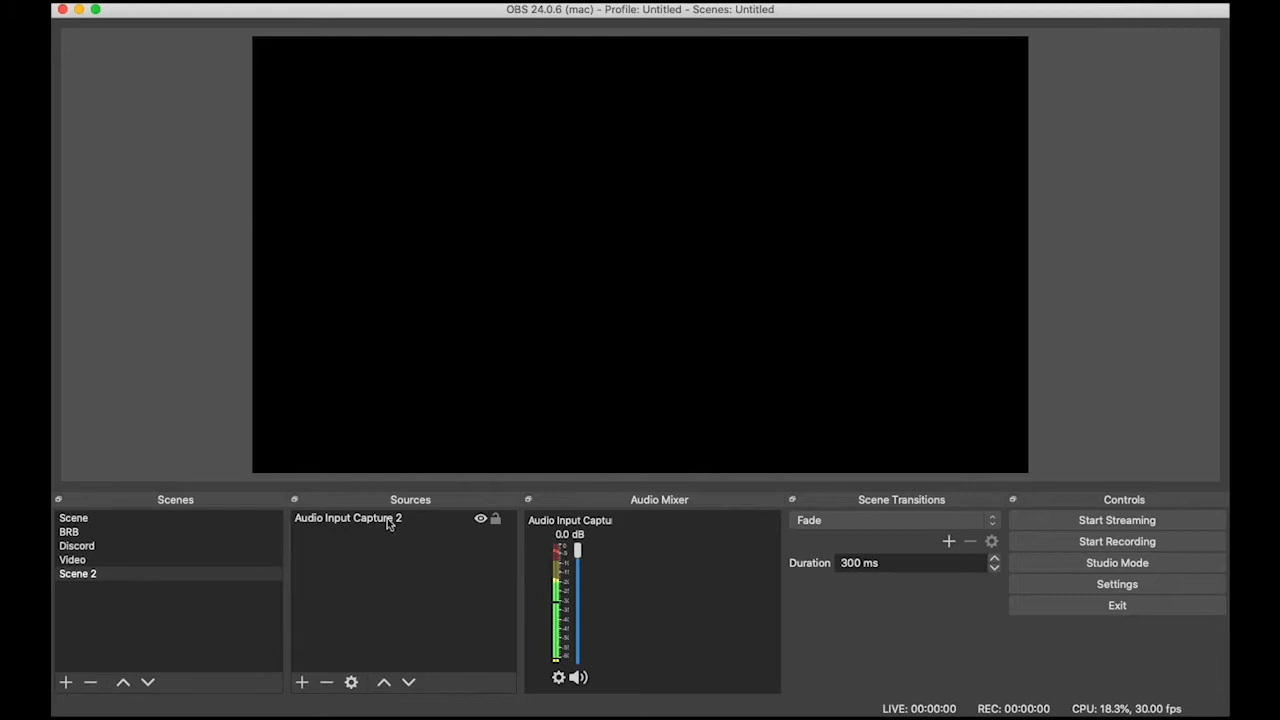 OBS 24.0.6 (mac) - Profile: Untitled - Scenes: Untitled
Scenes
Scene
BRB
Discord
Video
Scene 2
Sources
Audio Input Capture 2
Audio Mixer
Audio Input Captu
0.0 dB
Scene Transitions
Fade
Duration
300 ms
Controls
Start Streaming
Start Recording
Studio Mode
Settings
Exit
LIVE: 00:00:00
REC: 00:00:00
CPU: 18.3%, 30.00 fps